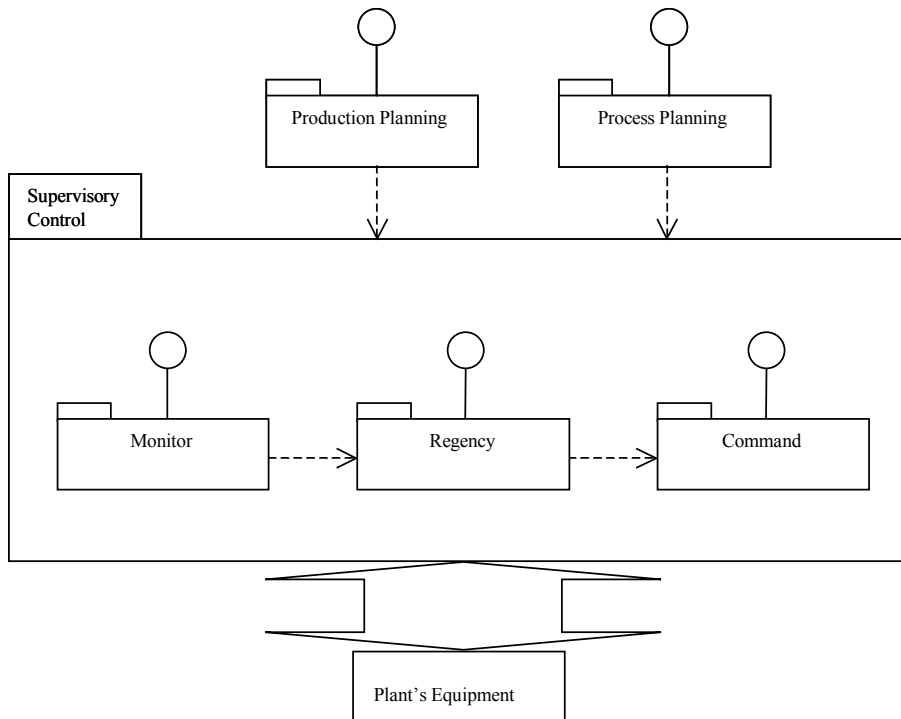 Production Planning
Process Planning
Supervisory
Control
Monitor
Regency
Command
Plant's Equipment